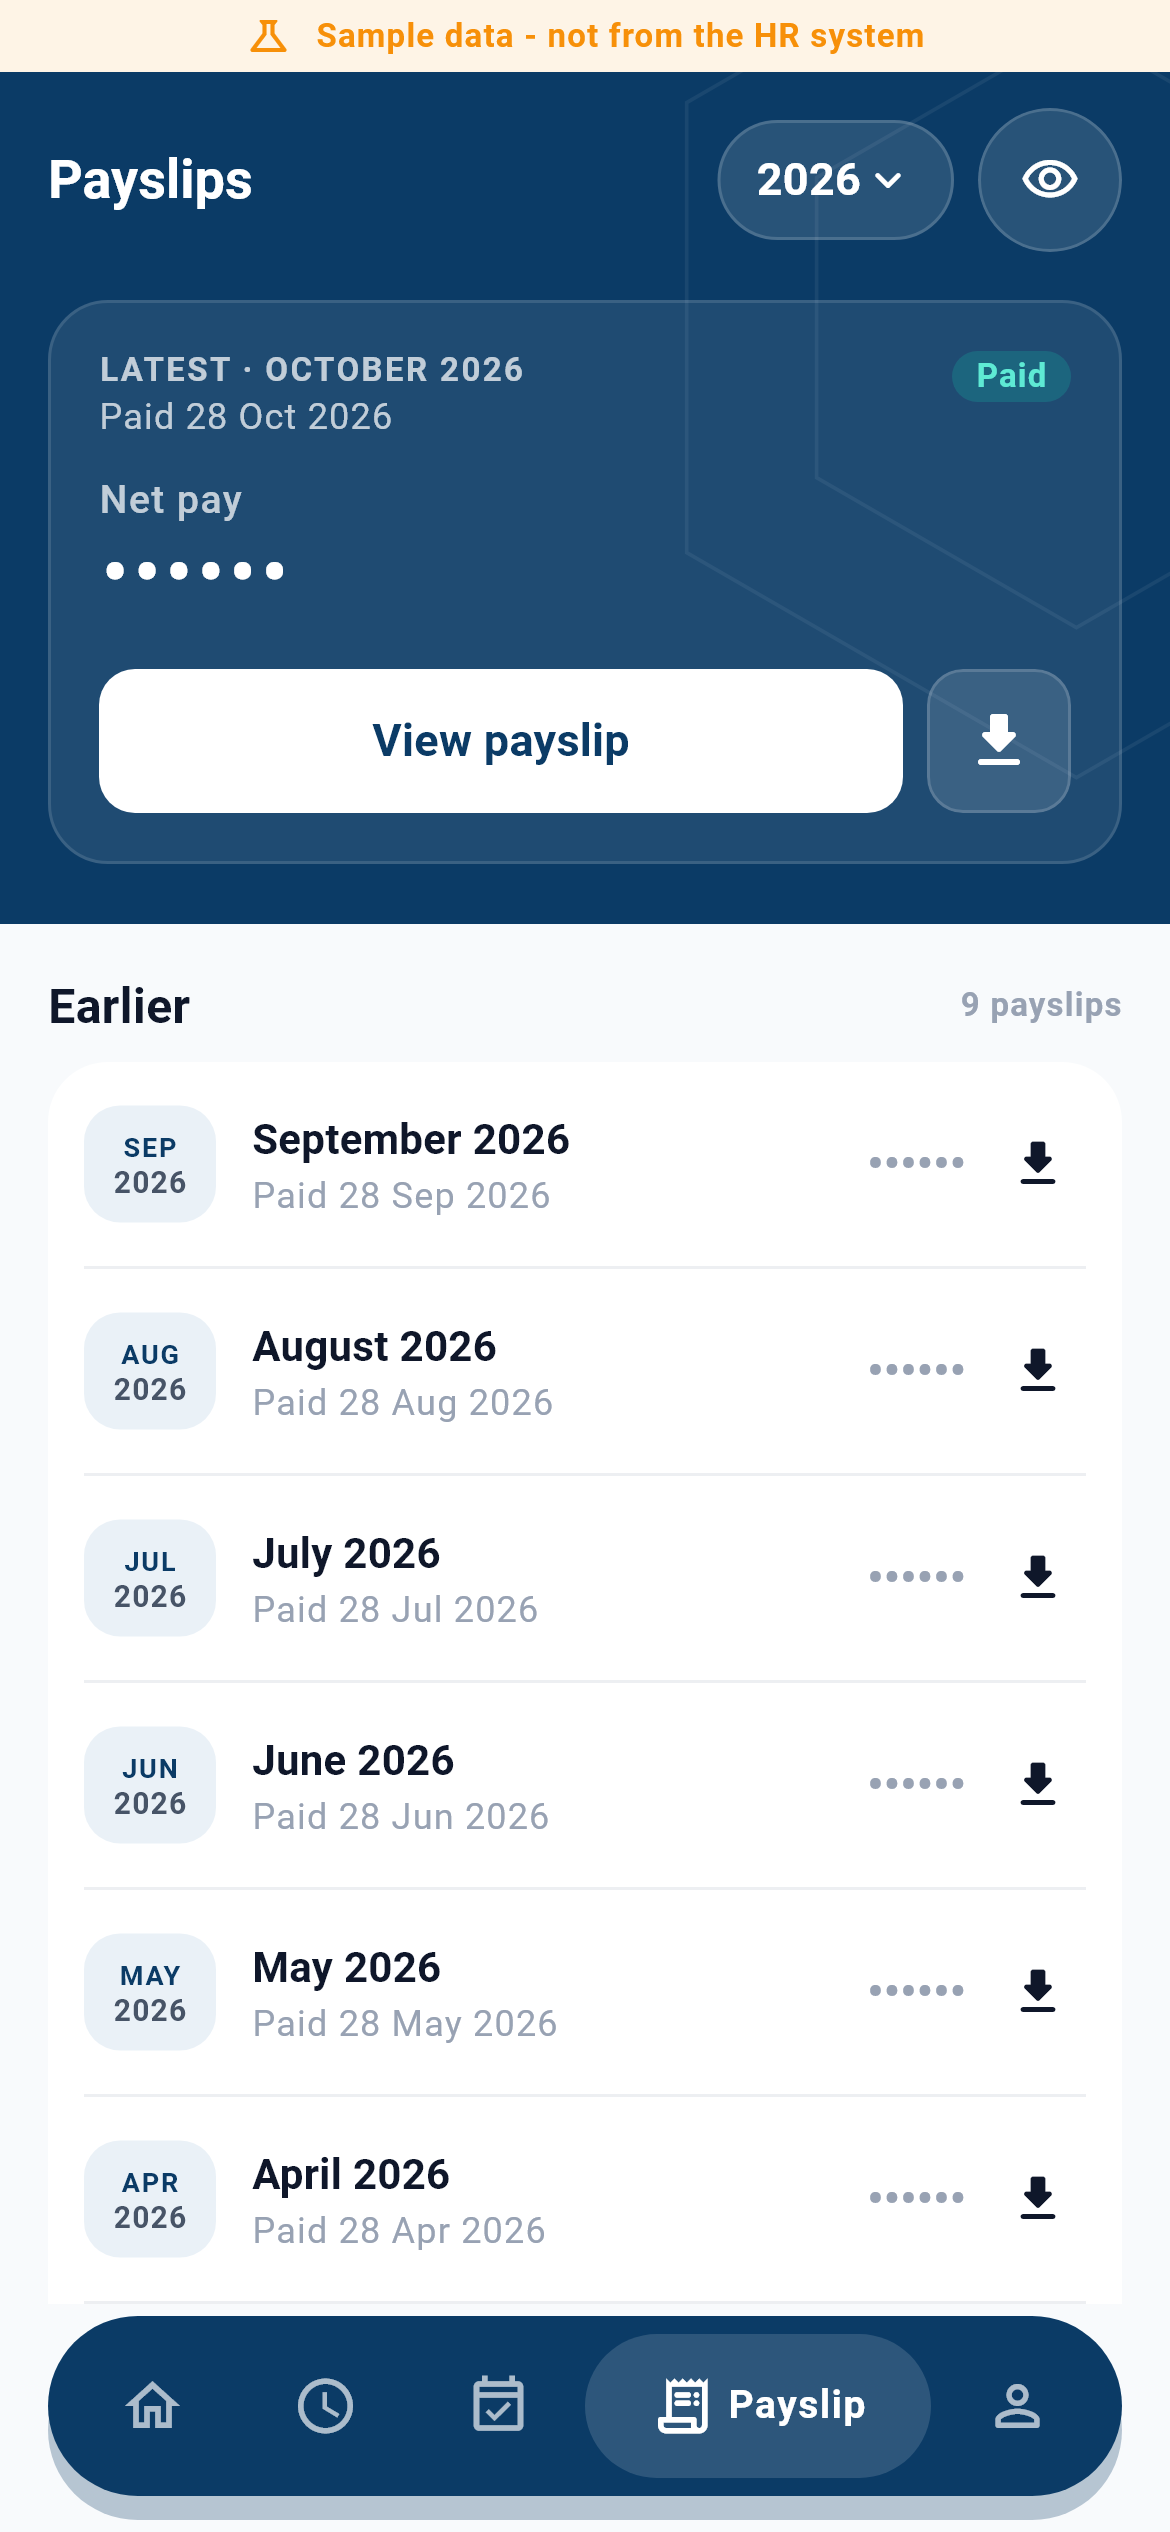 Sample data - not from the HR system
Payslips
2026
LATEST · OCTOBER 2026
Paid
Paid 28 Oct 2026
Net pay
••••••
View payslip
Earlier
9 payslips
SEP
2026
September 2026
Paid 28 Sep 2026
••••••
AUG
2026
August 2026
Paid 28 Aug 2026
••••••
JUL
2026
July 2026
Paid 28 Jul 2026
••••••
JUN
2026
June 2026
Paid 28 Jun 2026
••••••
MAY
2026
May 2026
Paid 28 May 2026
••••••
APR
2026
April 2026
Paid 28 Apr 2026
••••••
Payslip